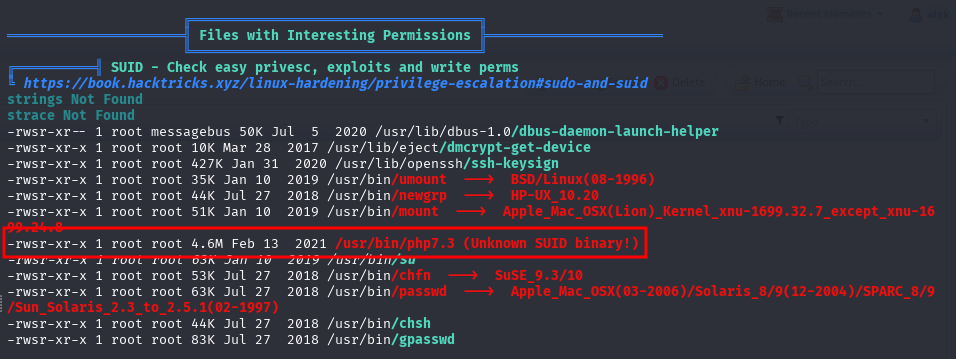 Files with Interesting Permissions
SUID - Check easy privesc, exploits and write perms
https://book.hacktricks.xyz/linux-hardening/privilege-escalation#sudo-and-suid
strings Not Found
strace Not Found
-rwsr-xr-- 1 root messagebus 50K Jul  5  2020 /usr/lib/dbus-1.0/dbus-daemon-launch-helper
-rwsr-xr-x 1 root root 10K Mar 28  2017 /usr/lib/eject/dmcrypt-get-device
-rwsr-xr-x 1 root root 427K Jan 31  2020 /usr/lib/openssh/ssh-keysign
-rwsr-xr-x 1 root root 35K Jan 10  2019 /usr/bin/umount  --->  BSD/Linux(08-1996)
-rwsr-xr-x 1 root root 44K Jul 27  2018 /usr/bin/newgrp  --->  HP-UX_10.20
-rwsr-xr-x 1 root root 51K Jan 10  2019 /usr/bin/mount  --->  Apple_Mac_OSX(Lion)_Kernel_xnu-1699.32.7_except_xnu-16
99.24.8
-rwsr-xr-x 1 root root 4.6M Feb 13  2021 /usr/bin/php7.3 (Unknown SUID binary!)
-rwsr-xr-x 1 root root 63K Jan 10  2019 /usr/bin/su
-rwsr-xr-x 1 root root 53K Jul 27  2018 /usr/bin/chfn  --->  SuSE_9.3/10
-rwsr-xr-x 1 root root 63K Jul 27  2018 /usr/bin/passwd  --->  Apple_Mac_OSX(03-2006)/Solaris_8/9(12-2004)/SPARC_8/9
/Sun_Solaris_2.3_to_2.5.1(02-1997)
-rwsr-xr-x 1 root root 44K Jul 27  2018 /usr/bin/chsh
-rwsr-xr-x 1 root root 83K Jul 27  2018 /usr/bin/gpasswd
Delete
Home